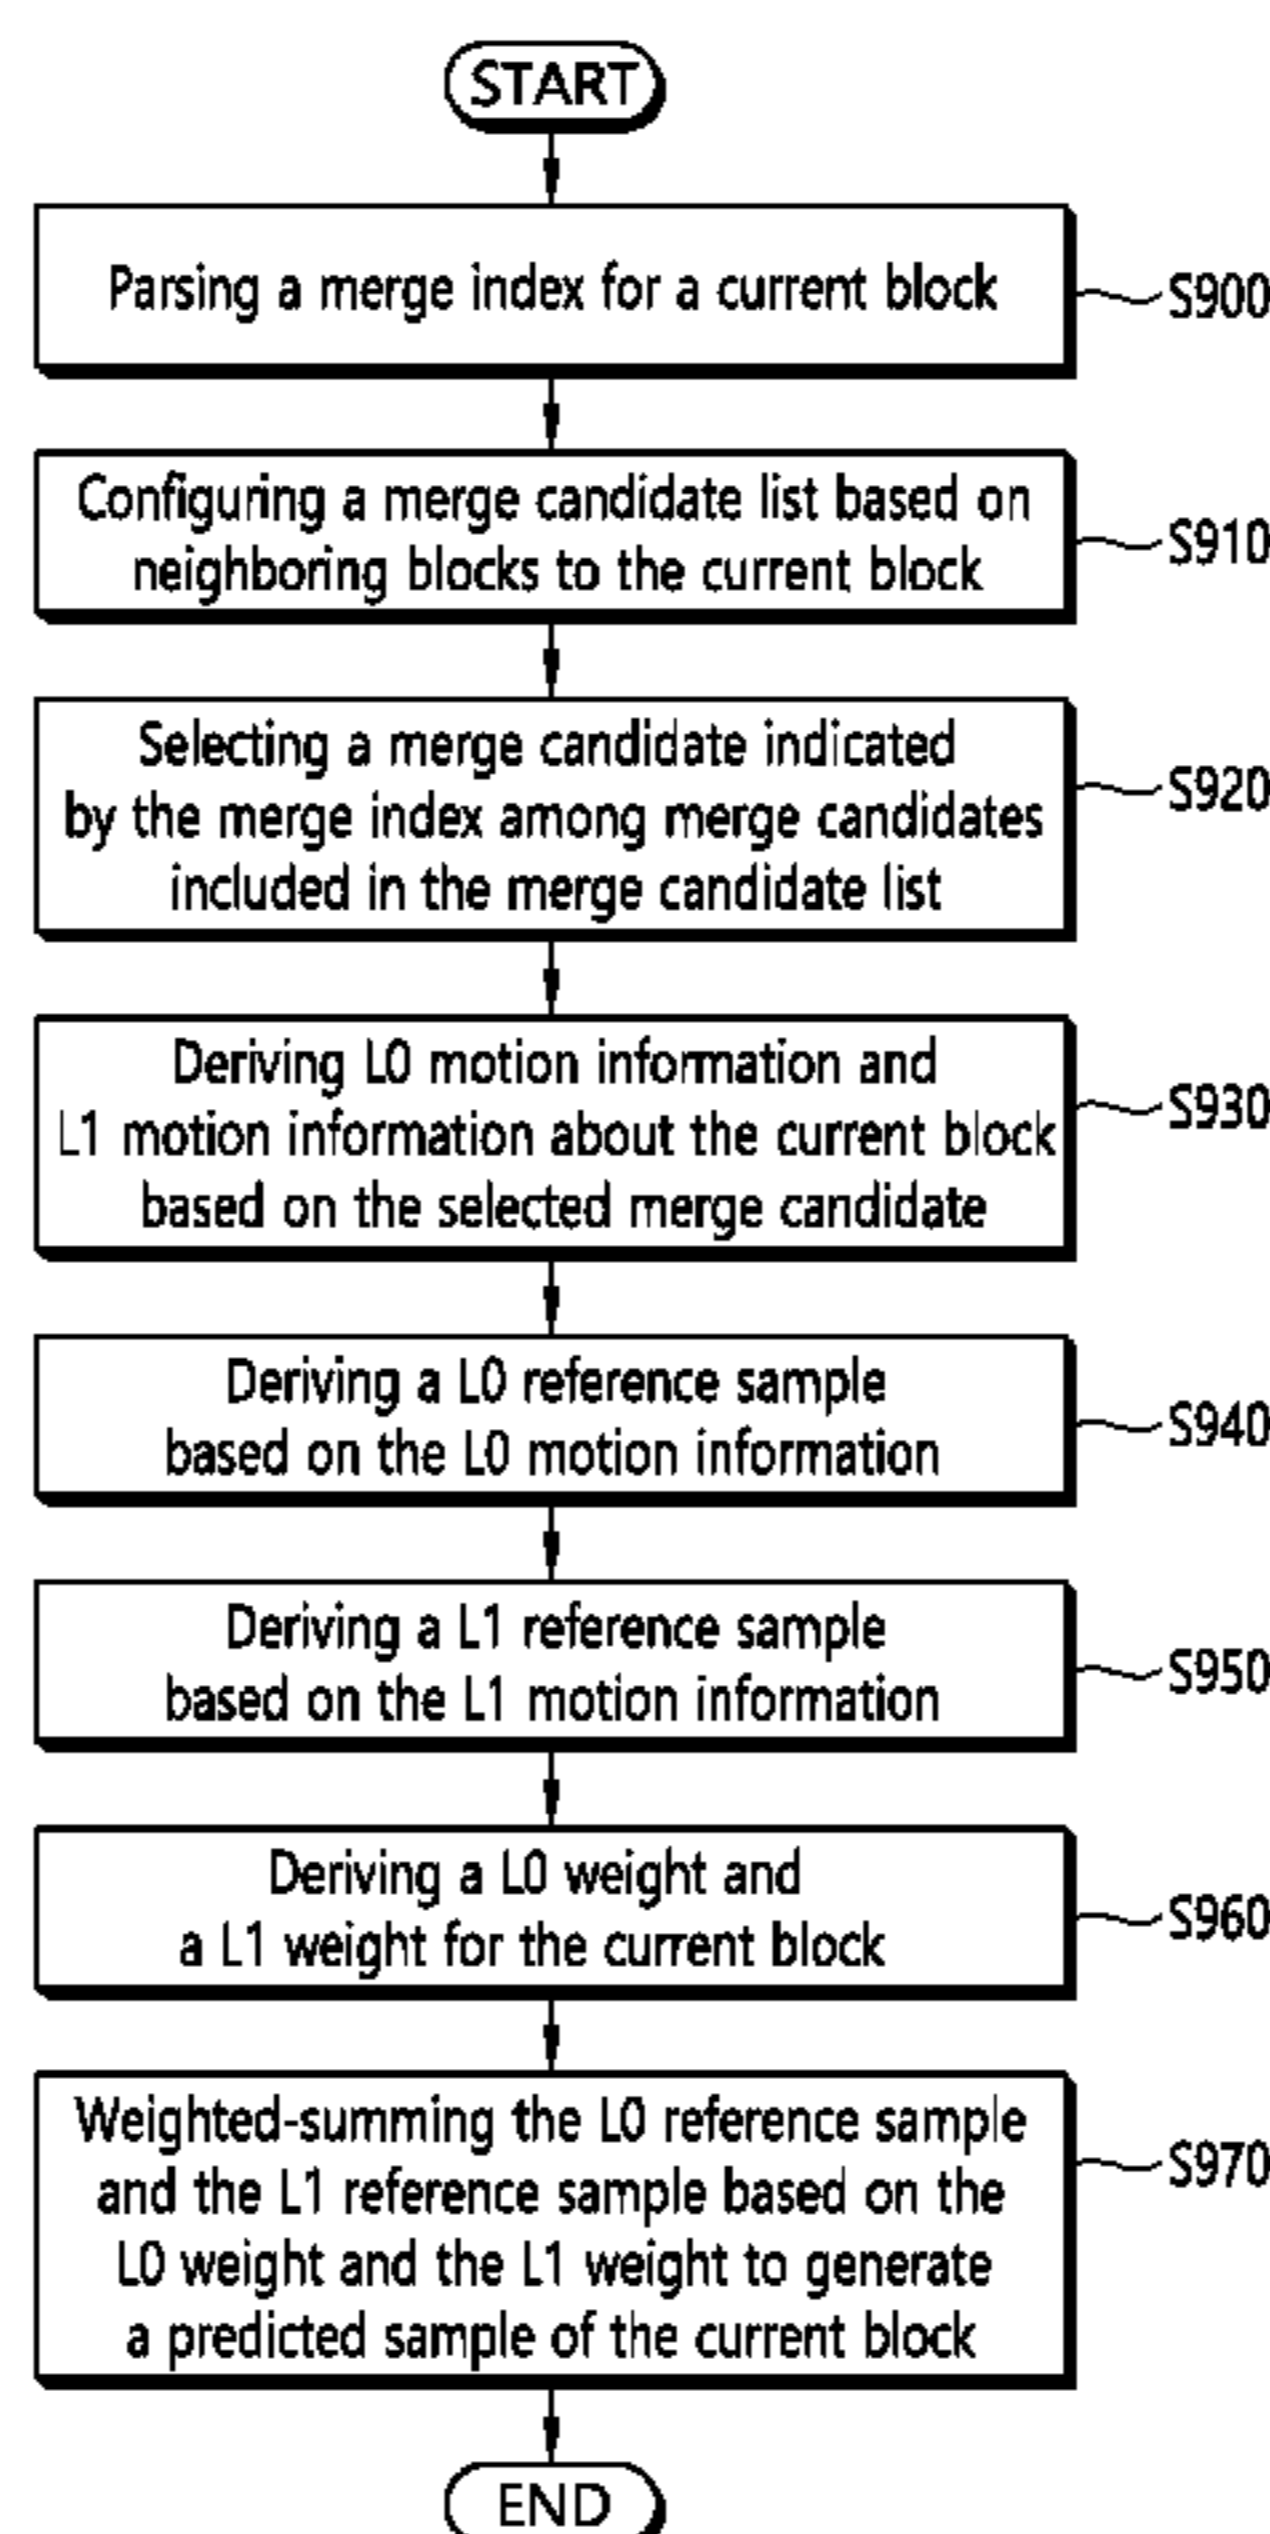 START
Parsing a merge index for a current block
S900
Configuring a merge candidate list based on
neighboring blocks to the current block
S910
Selecting a merge candidate indicated
by the merge index among merge candidates
included in the merge candidate list
S920
Deriving L0 motion information and
L1 motion information about the current block
based on the selected merge candidate
S930
Deriving a L0 reference sample
based on the L0 motion information
S940
Deriving a L1 reference sample
based on the L1 motion information
S950
Deriving a L0 weight and
a L1 weight for the current block
S960
Weighted-summing the L0 reference sample
and the L1 reference sample based on the
L0 weight and the L1 weight to generate
a predicted sample of the current block
S970
END